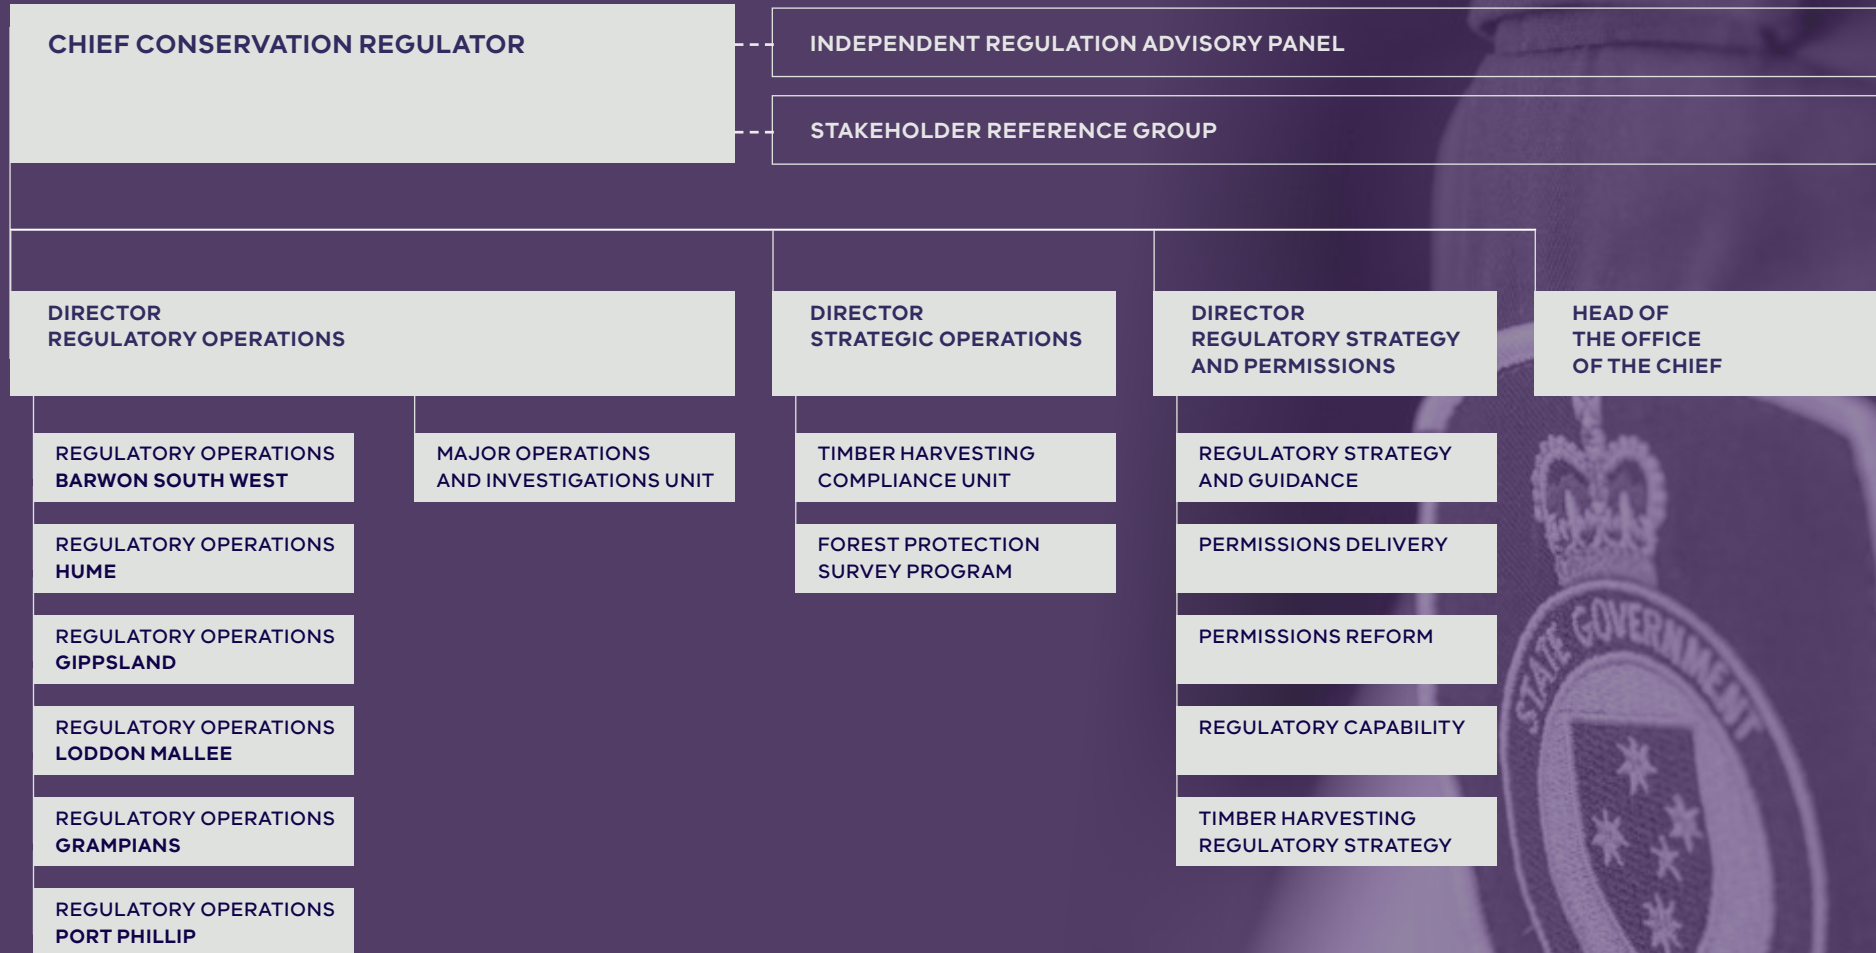 CHIEF CONSERVATION REGULATOR
INDEPENDENT REGULATION ADVISORY PANEL
STAKEHOLDER REFERENCE GROUP
DIRECTOR
REGULATORY OPERATIONS
DIRECTOR
STRATEGIC OPERATIONS
DIRECTOR
REGULATORY STRATEGY
AND PERMISSIONS
HEAD OF
THE OFFICE
OF THE CHIEF
REGULATORY OPERATIONS
BARWON SOUTH WEST
REGULATORY OPERATIONS
HUME
REGULATORY OPERATIONS
GIPPSLAND
REGULATORY OPERATIONS
LODDON MALLEE
REGULATORY OPERATIONS
GRAMPIANS
REGULATORY OPERATIONS
PORT PHILLIP
MAJOR OPERATIONS
AND INVESTIGATIONS UNIT
TIMBER HARVESTING
COMPLIANCE UNIT
FOREST PROTECTION
SURVEY PROGRAM
REGULATORY STRATEGY
AND GUIDANCE
PERMISSIONS DELIVERY
PERMISSIONS REFORM
REGULATORY CAPABILITY
TIMBER HARVESTING
REGULATORY STRATEGY
STATE GOVERNMENT